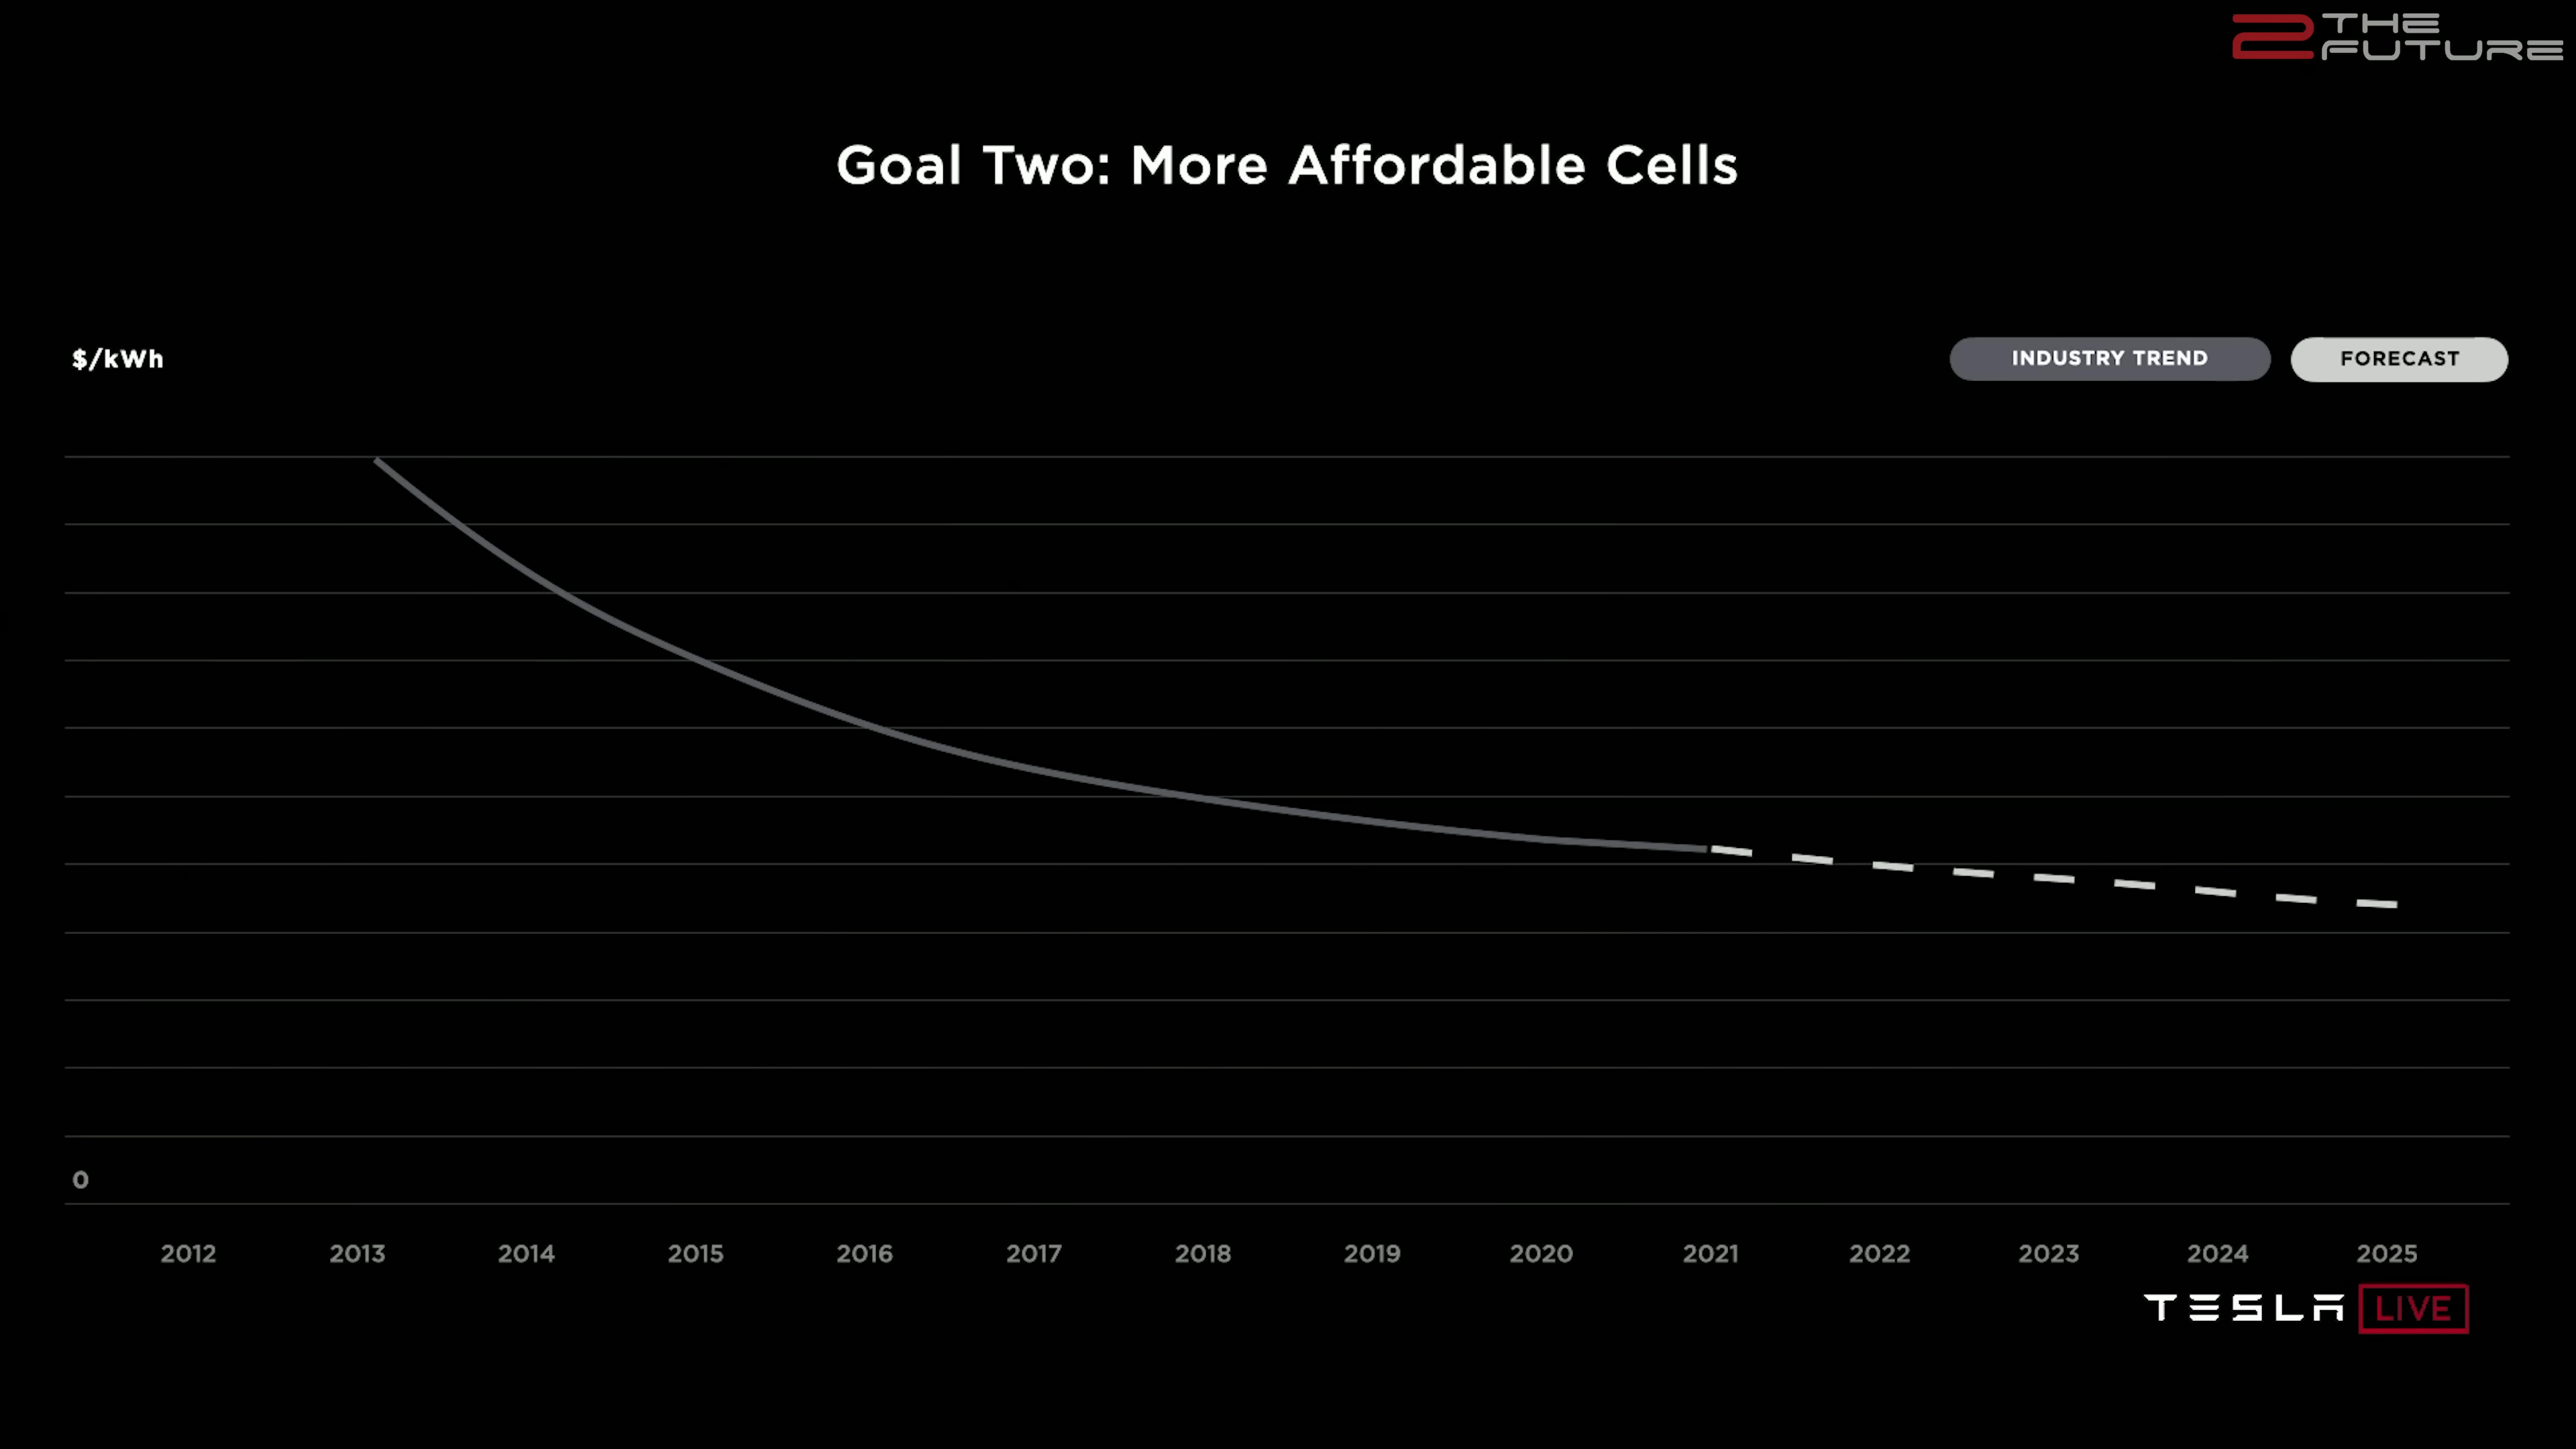 2 THE FUTURE
Goal Two: More Affordable Cells
$/kWh
INDUSTRY TREND
FORECAST
0
2012 2013 2014 2015 2016 2017 2018 2019 2020 2021 2022 2023 2024 2025
TESLA LIVE